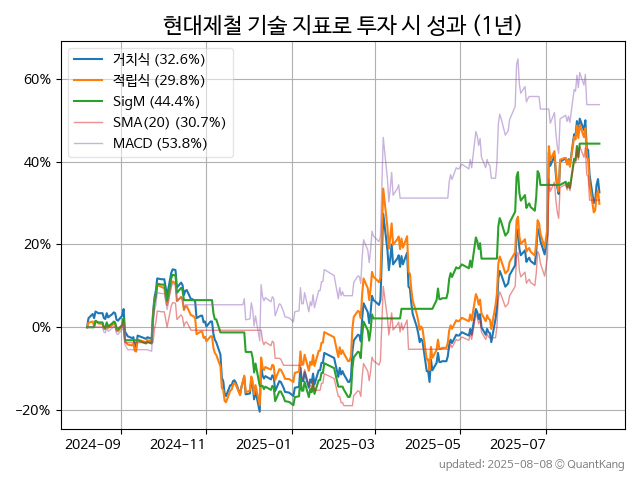 현대제철 기술 지표로 투자 시 성과 (1년)
거치식 (32.6%)
적립식 (29.8%)
SigM (44.4%)
SMA(20) (30.7%)
MACD (53.8%)
60%
40%
20%
0%
−20%
2024-09
2024-11
2025-01
2025-03
2025-05
2025-07
updated: 2025-08-08 © QuantKang